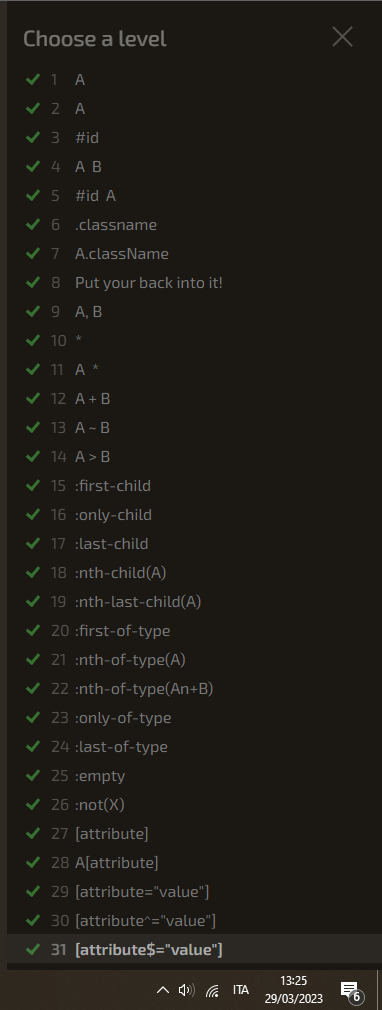 Choose a level
1 A
2 A
3 #id
4 A B
5 #id A
6 .classname
7 A.className
8 Put your back into it!
9 A, B
10 *
11 A *
12 A + B
13 A ~ B
14 A > B
15 :first-child
16 :only-child
17 :last-child
18 :nth-child(A)
19 :nth-last-child(A)
20 :first-of-type
21 :nth-of-type(A)
22 :nth-of-type(An+B)
23 :only-of-type
24 :last-of-type
25 :empty
26 :not(X)
27 [attribute]
28 A[attribute]
29 [attribute="value"]
30 [attribute^="value"]
31 [attribute$="value"]
ITA
13:25
29/03/2023
6